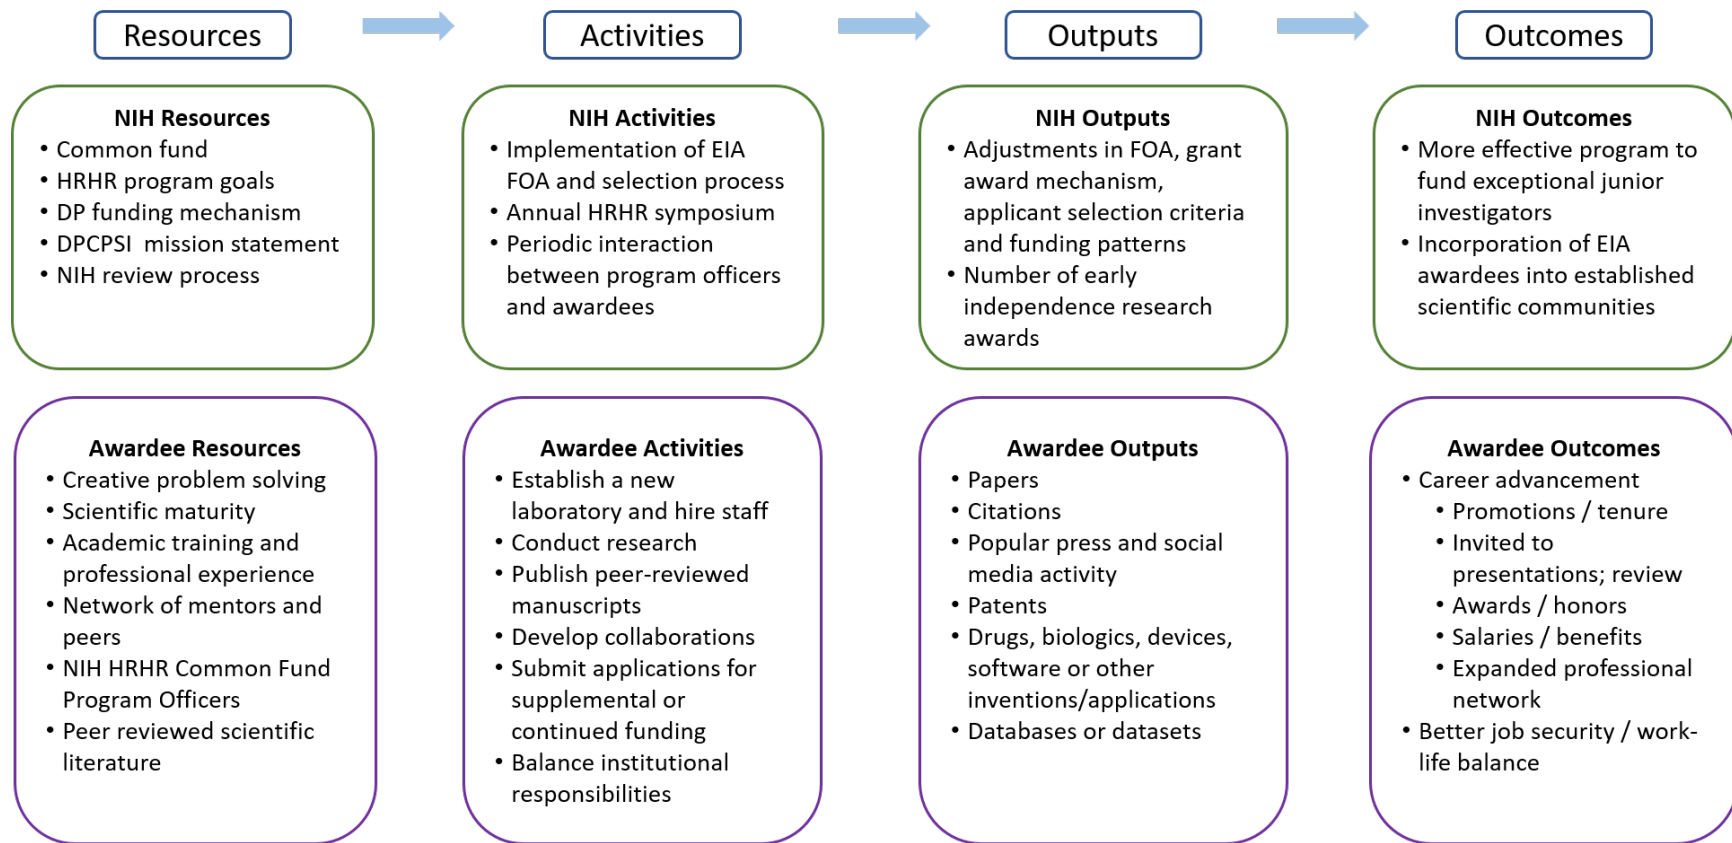 Resources
Activities
Outputs
Outcomes
NIH Resources
• Common fund
• HRHR program goals
• DP funding mechanism
• DPCPSI mission statement
• NIH review process
NIH Activities
• Implementation of EIA
FOA and selection process
• Annual HRHR symposium
• Periodic interaction
between program officers
and awardees
NIH Outputs
• Adjustments in FOA, grant
award mechanism,
applicant selection criteria
and funding patterns
• Number of early
independence research
awards
NIH Outcomes
• More effective program to
fund exceptional junior
investigators
• Incorporation of EIA
awardees into established
scientific communities
Awardee Resources
• Creative problem solving
• Scientific maturity
• Academic training and
professional experience
• Network of mentors and
peers
• NIH HRHR Common Fund
Program Officers
• Peer reviewed scientific
literature
Awardee Activities
• Establish a new
laboratory and hire staff
• Conduct research
• Publish peer-reviewed
manuscripts
• Develop collaborations
• Submit applications for
supplemental or
continued funding
• Balance institutional
responsibilities
Awardee Outputs
• Papers
• Citations
• Popular press and social
media activity
• Patents
• Drugs, biologics, devices,
software or other
inventions/applications
• Databases or datasets
Awardee Outcomes
• Career advancement
• Promotions / tenure
• Invited to
presentations; review
• Awards / honors
• Salaries / benefits
• Expanded professional
network
• Better job security / work-
life balance